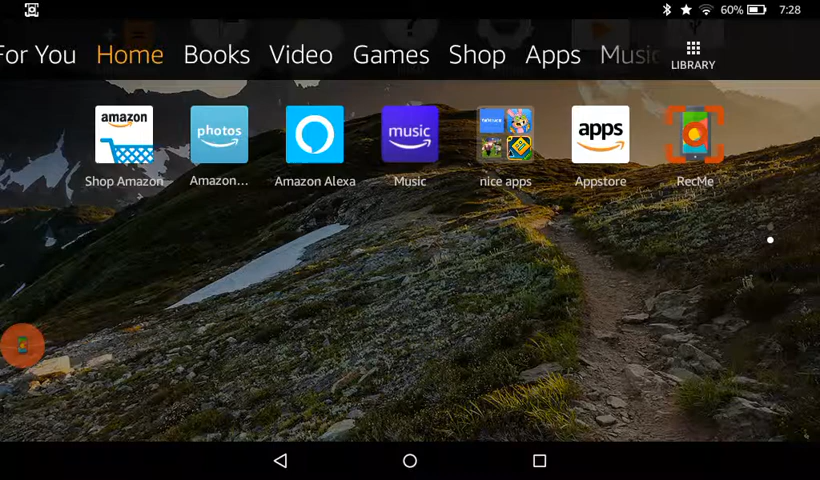 60% 7:28
For You Home Books Video Games Shop Apps Music LIBRARY
amazon photos music apps
Shop Amazon Amazon... Amazon Alexa Music nice apps Appstore RecMe